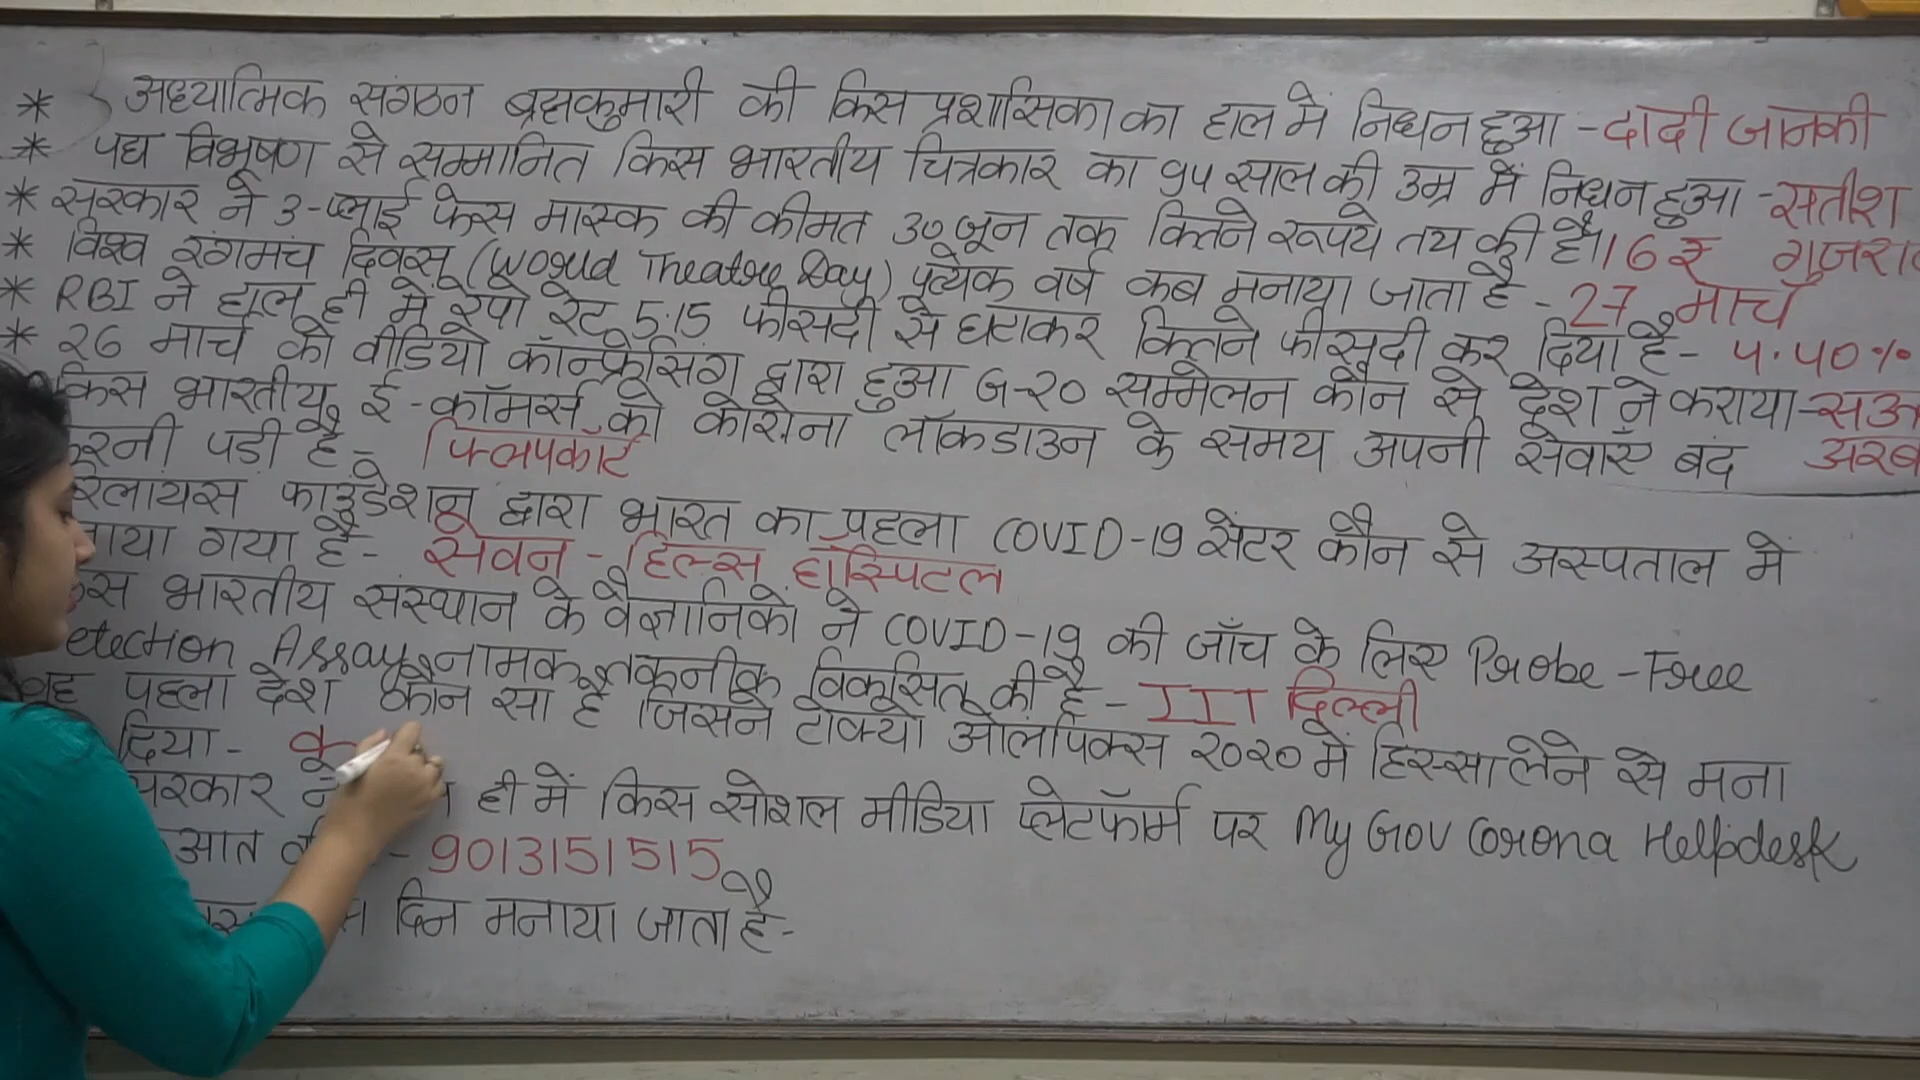 * अध्यात्मिक संगठन ब्रह्मकुमारी की किस प्रशासिका का हाल में निधन हुआ - दादी जानकी
* पद्म विभूषण से सम्मानित किस भारतीय चित्रकार का 94 साल की उम्र में निधन हुआ - सतीश
गुजरा
* सरकार ने 3-प्लाई फेस मास्क की कीमत 30 जून तक कितने रूपये तय की है। 16 ₹
* विश्व रंगमंच दिवस (World Theatre Day) प्रत्येक वर्ष कब मनाया जाता है - 27 मार्च
* RBI ने हाल ही में रेपो रेट 5.15 फीसदी से घटाकर कितने फीसदी कर दिया है - 4.40%
* 26 मार्च को वीडियो कॉन्फ्रेंसिंग द्वारा हुआ G-20 सम्मेलन कौन से देश ने कराया - सऊ
अरब
किस भारतीय ई-कॉमर्स को कोरोना लॉकडाउन के समय अपनी सेवाएँ बंद
करनी पड़ी है - फ्लिपकॉर्ट
रिलायंस फाउंडेशन द्वारा भारत का पहला COVID-19 सेंटर कौन से अस्पताल में
गया है - सेवन - हिल्स हॉस्पिटल
भारतीय संस्थान के वैज्ञानिकों ने COVID-19 की जाँच के लिए Probe - Free
etection Assay नामक तकनीक विकसित की है - IIT दिल्ली
वह पहला देश कौन सा है जिसने टोक्यो ओलंपिक्स 2020 में हिस्सा लेने से मना
दिया -
सरकार ने ही में किस सोशल मीडिया प्लेटफॉर्म पर My Gov Corona Helpdesk
- 9013151515
दिन मनाया जाता है -